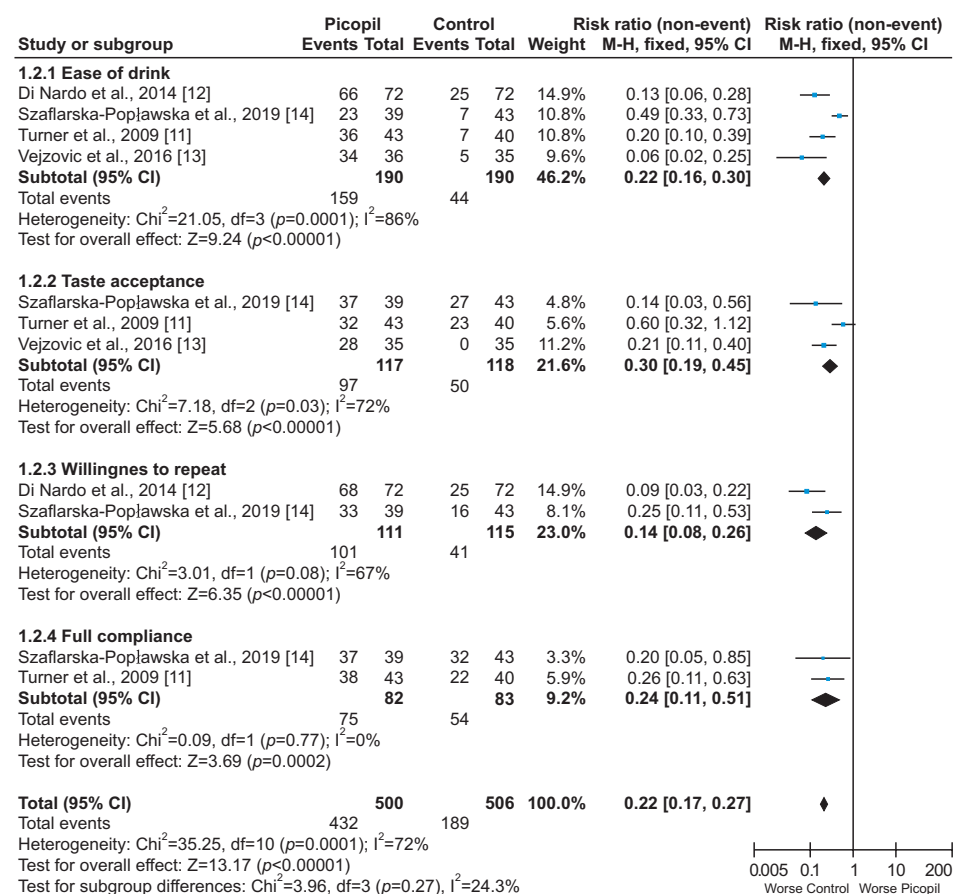 Picopil Control Risk ratio (non-event) Risk ratio (non-event)
Study or subgroup Events Total Events Total Weight M-H, fixed, 95% CI M-H, fixed, 95% CI
1.2.1 Ease of drink
Di Nardo et al., 2014 [12] 66 72 25 72 14.9% 0.13 [0.06, 0.28]
Szaflarska-Popławska et al., 2019 [14] 23 39 7 43 10.8% 0.49 [0.33, 0.73]
Turner et al., 2009 [11] 36 43 7 40 10.8% 0.20 [0.10, 0.39]
Vejzovic et al., 2016 [13] 34 36 5 35 9.6% 0.06 [0.02, 0.25]
Subtotal (95% CI) 190 190 46.2% 0.22 [0.16, 0.30]
Total events 159 44
Heterogeneity: Chi²=21.05, df=3 (p=0.0001); I²=86%
Test for overall effect: Z=9.24 (p<0.00001)
1.2.2 Taste acceptance
Szaflarska-Popławska et al., 2019 [14] 37 39 27 43 4.8% 0.14 [0.03, 0.56]
Turner et al., 2009 [11] 32 43 23 40 5.6% 0.60 [0.32, 1.12]
Vejzovic et al., 2016 [13] 28 35 0 35 11.2% 0.21 [0.11, 0.40]
Subtotal (95% CI) 117 118 21.6% 0.30 [0.19, 0.45]
Total events 97 50
Heterogeneity: Chi²=7.18, df=2 (p=0.03); I²=72%
Test for overall effect: Z=5.68 (p<0.00001)
1.2.3 Willingnes to repeat
Di Nardo et al., 2014 [12] 68 72 25 72 14.9% 0.09 [0.03, 0.22]
Szaflarska-Popławska et al., 2019 [14] 33 39 16 43 8.1% 0.25 [0.11, 0.53]
Subtotal (95% CI) 111 115 23.0% 0.14 [0.08, 0.26]
Total events 101 41
Heterogeneity: Chi²=3.01, df=1 (p=0.08); I²=67%
Test for overall effect: Z=6.35 (p<0.00001)
1.2.4 Full compliance
Szaflarska-Popławska et al., 2019 [14] 37 39 32 43 3.3% 0.20 [0.05, 0.85]
Turner et al., 2009 [11] 38 43 22 40 5.9% 0.26 [0.11, 0.63]
Subtotal (95% CI) 82 83 9.2% 0.24 [0.11, 0.51]
Total events 75 54
Heterogeneity: Chi²=0.09, df=1 (p=0.77); I²=0%
Test for overall effect: Z=3.69 (p=0.0002)
Total (95% CI) 500 506 100.0% 0.22 [0.17, 0.27]
Total events 432 189
Heterogeneity: Chi²=35.25, df=10 (p=0.0001); I²=72%
Test for overall effect: Z=13.17 (p<0.00001)
Test for subgroup differences: Chi²=3.96, df=3 (p=0.27), I²=24.3%
0.005 0.1 1 10 200
Worse Control Worse Picopil